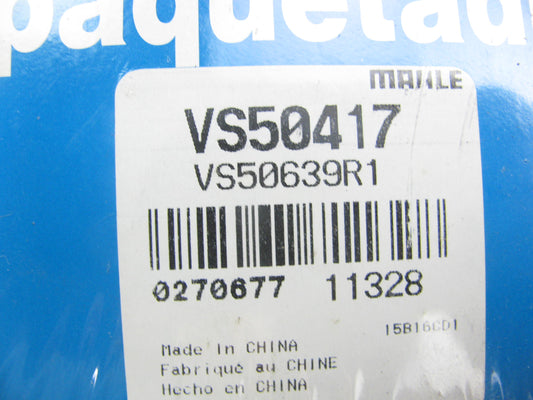 paquetad
MAHLE
VS50417
VS50639R1
0270677 11328
15B16CD1
Made in CHINA
Fabriqué au CHINE
Hecho en CHINA